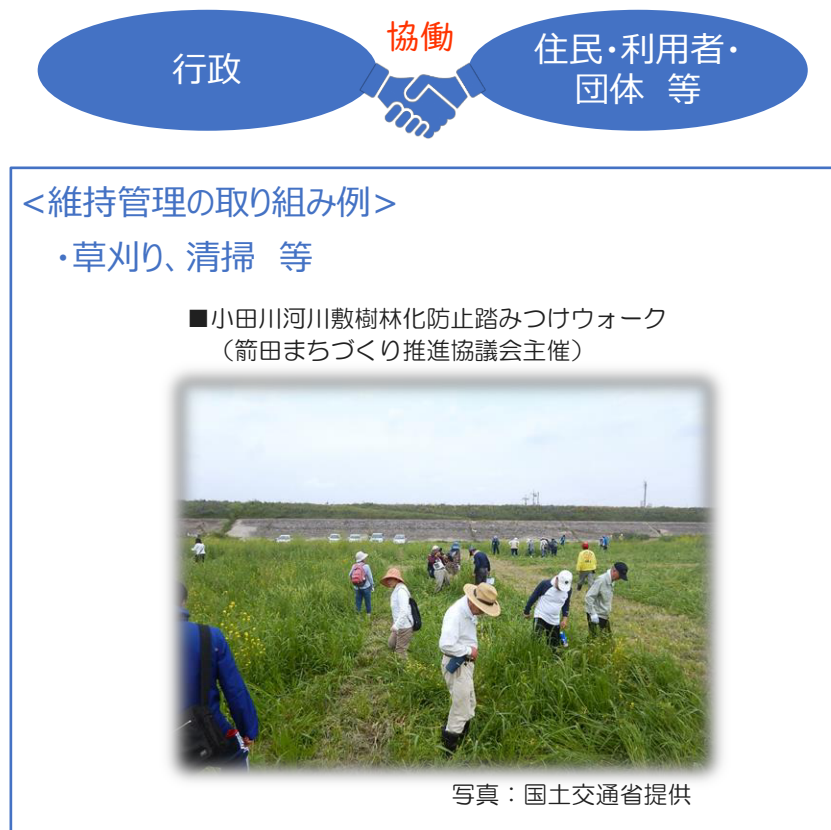 協働
行政
住民・利用者・
団体 等
<維持管理の取り組み例>
・草刈り、清掃 等
■小田川河川敷樹林化防止踏みつけウォーク
（箭田まちづくり推進協議会主催）
写真：国土交通省提供